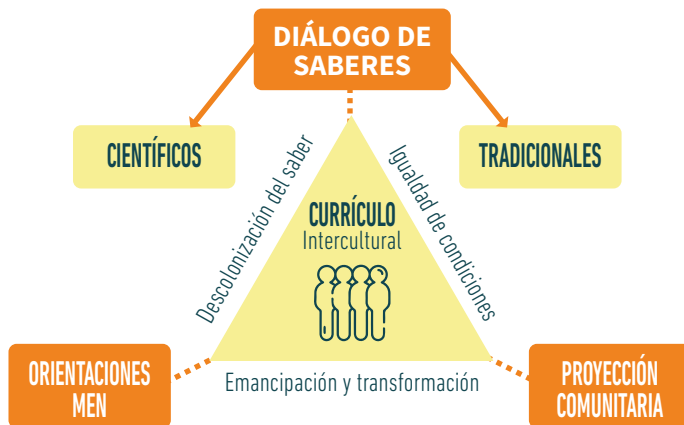 DIÁLOGO DE
SABERES
CIENTÍFICOS
TRADICIONALES
Descolonización del saber
Igualdad de condiciones
CURRÍCULO
Intercultural
ORIENTACIONES
MEN
Emancipación y transformación
PROYECCIÓN
COMUNITARIA